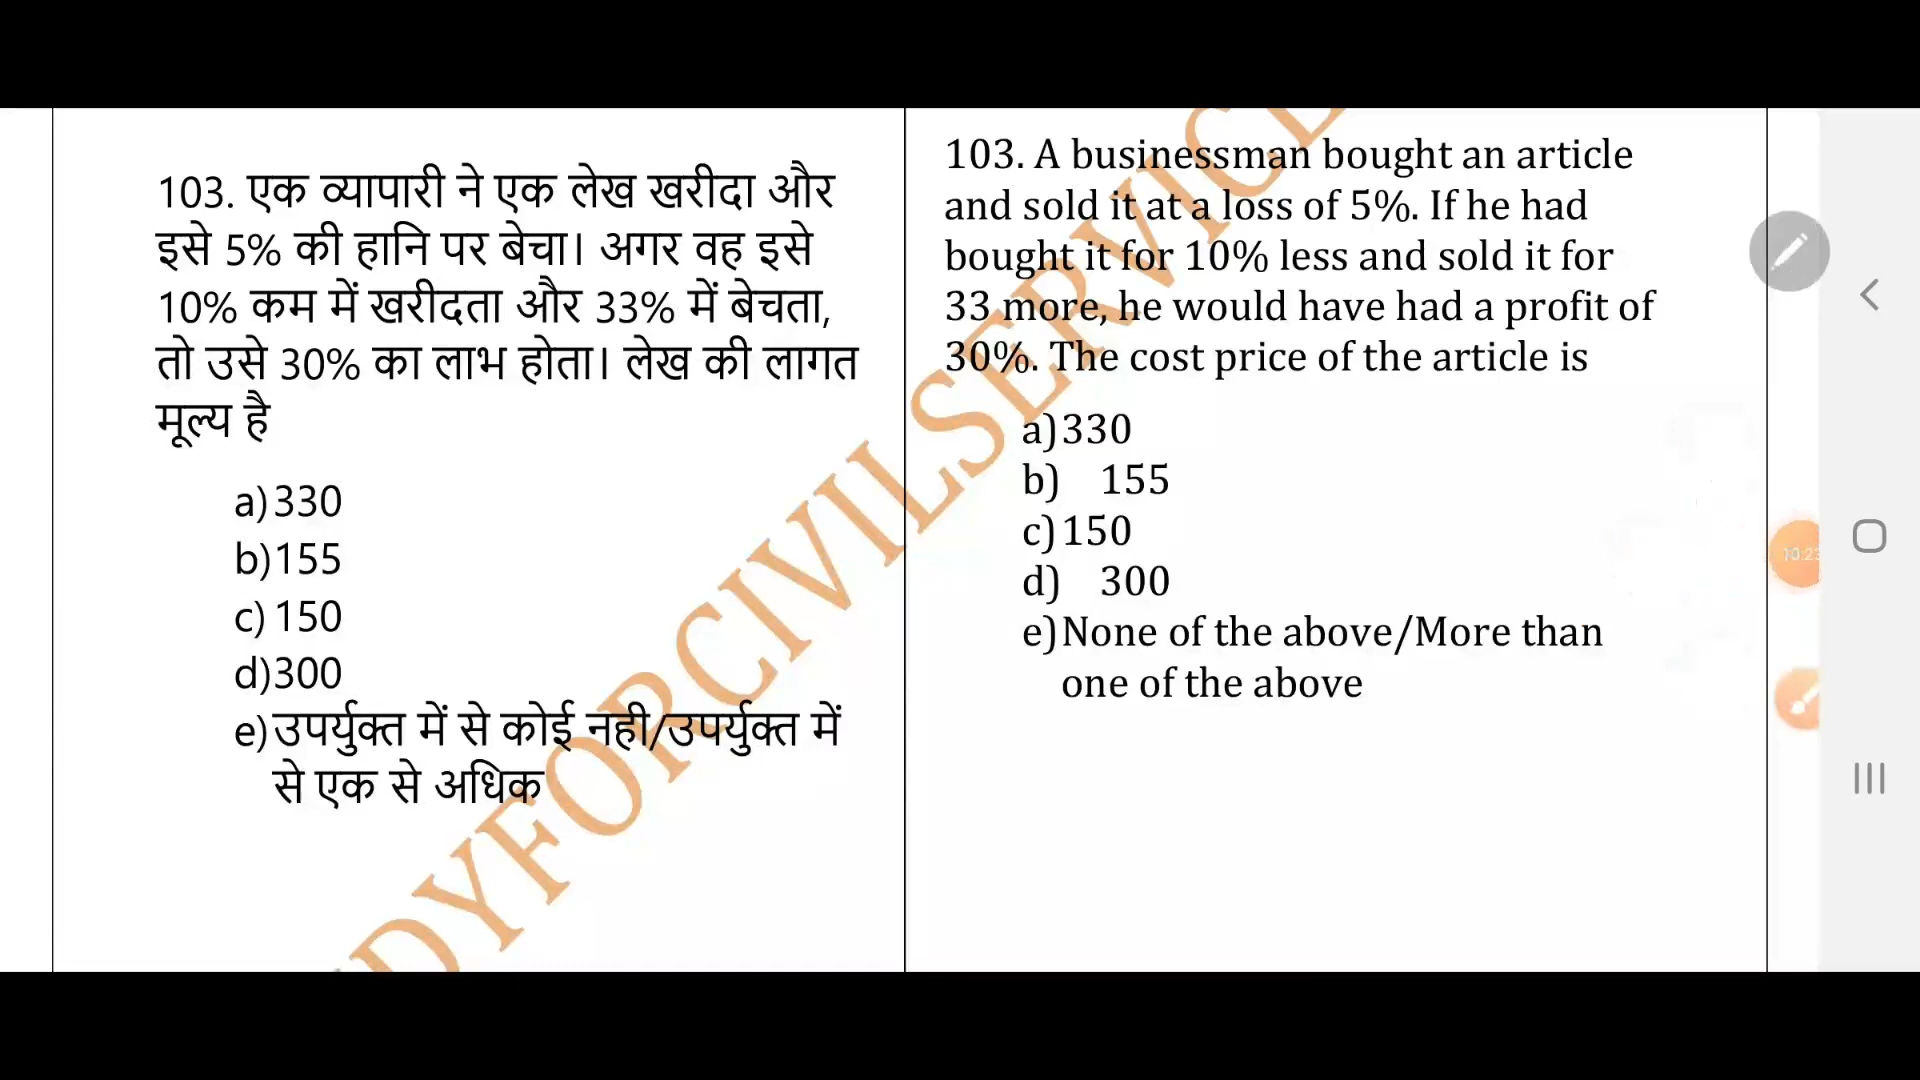 103. एक व्यापारी ने एक लेख खरीदा और
इसे 5% की हानि पर बेचा। अगर वह इसे
10% कम में खरीदता और 33% में बेचता,
तो उसे 30% का लाभ होता। लेख की लागत
मूल्य है
a)330
b)155
c) 150
d)300
e)उपर्युक्त में से कोई नही/उपर्युक्त में
से एक से अधिक
103. A businessman bought an article
and sold it at a loss of 5%. If he had
bought it for 10% less and sold it for
33 more, he would have had a profit of
30%. The cost price of the article is
a)330
b) 155
c)150
d) 300
e)None of the above/More than
one of the above
DYFORCIVILSERVICE